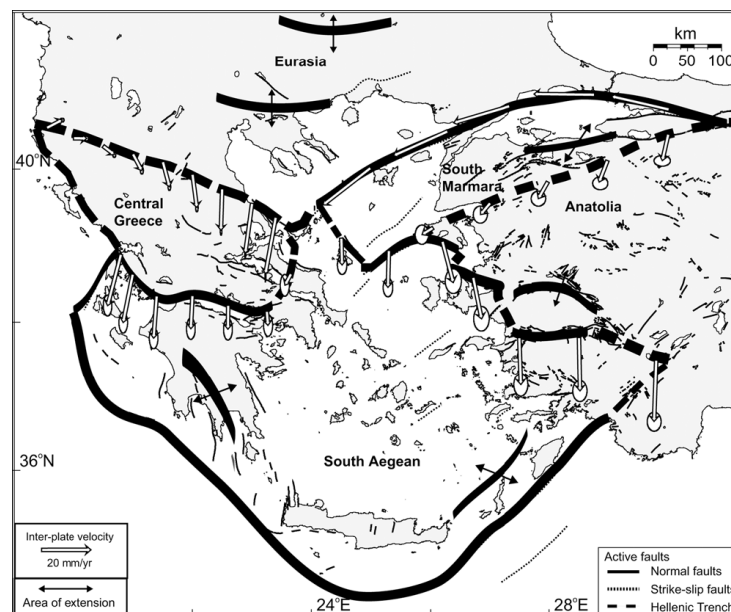 km
0 50 100
Eurasia
40°N
South
Marmara
Central
Greece
Anatolia
36°N
South Aegean
Inter-plate velocity
20 mm/yr
Area of extension
24°E
28°E
Active faults
Normal faults
Strike-slip faults
Hellenic Trench